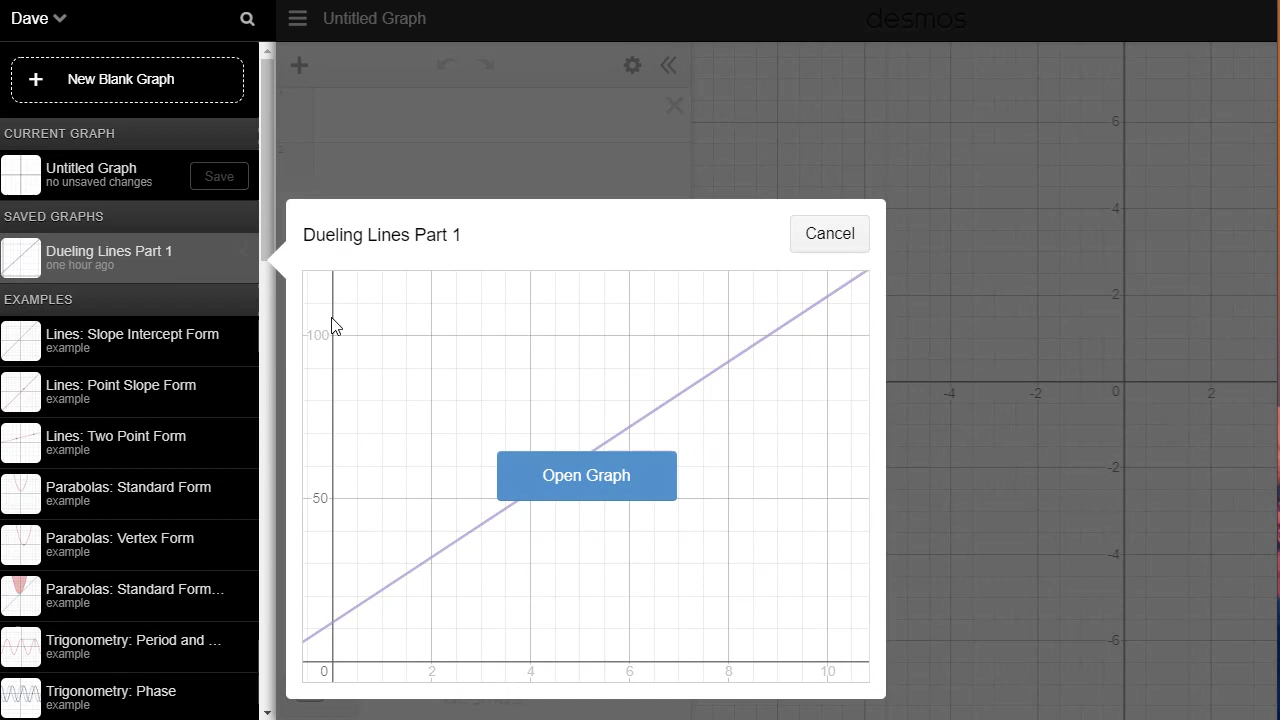 Dave
Untitled Graph
desmos
New Blank Graph
CURRENT GRAPH
Untitled Graph
no unsaved changes
Save
SAVED GRAPHS
Dueling Lines Part 1
one hour ago
EXAMPLES
Lines: Slope Intercept Form
example
Lines: Point Slope Form
example
Lines: Two Point Form
example
Parabolas: Standard Form
example
Parabolas: Vertex Form
example
Parabolas: Standard Form...
example
Trigonometry: Period and ...
example
Trigonometry: Phase
example
Dueling Lines Part 1
Cancel
100
50
0 2 4 6 8 10
Open Graph
6
4
2
-4 -2 0 2
-2
-4
-6